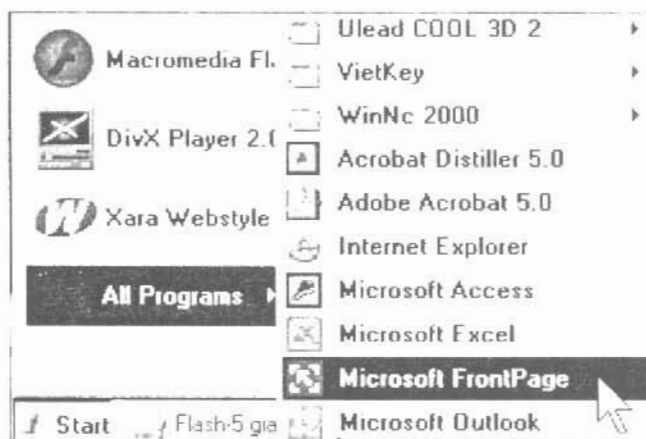 Macromedia Fl
DivX Player 2.0
Xara Webstyle
All Programs
Start
Flash-5 gia
Ulead COOL 3D 2
VietKey
WinNc 2000
Acrobat Distiller 5.0
Adobe Acrobat 5.0
Internet Explorer
Microsoft Access
Microsoft Excel
Microsoft FrontPage
Microsoft Outlook